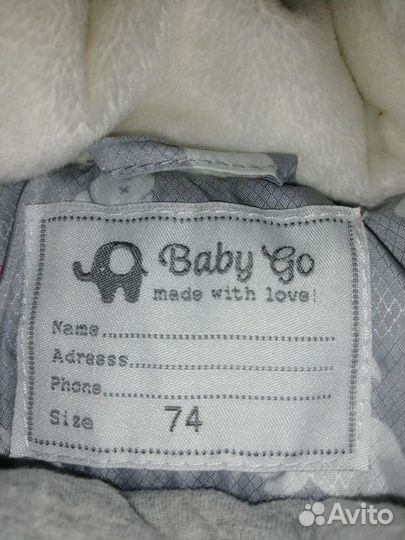 Baby Go
made with love!
Name
Adresss
Phone
Size 74
Avito